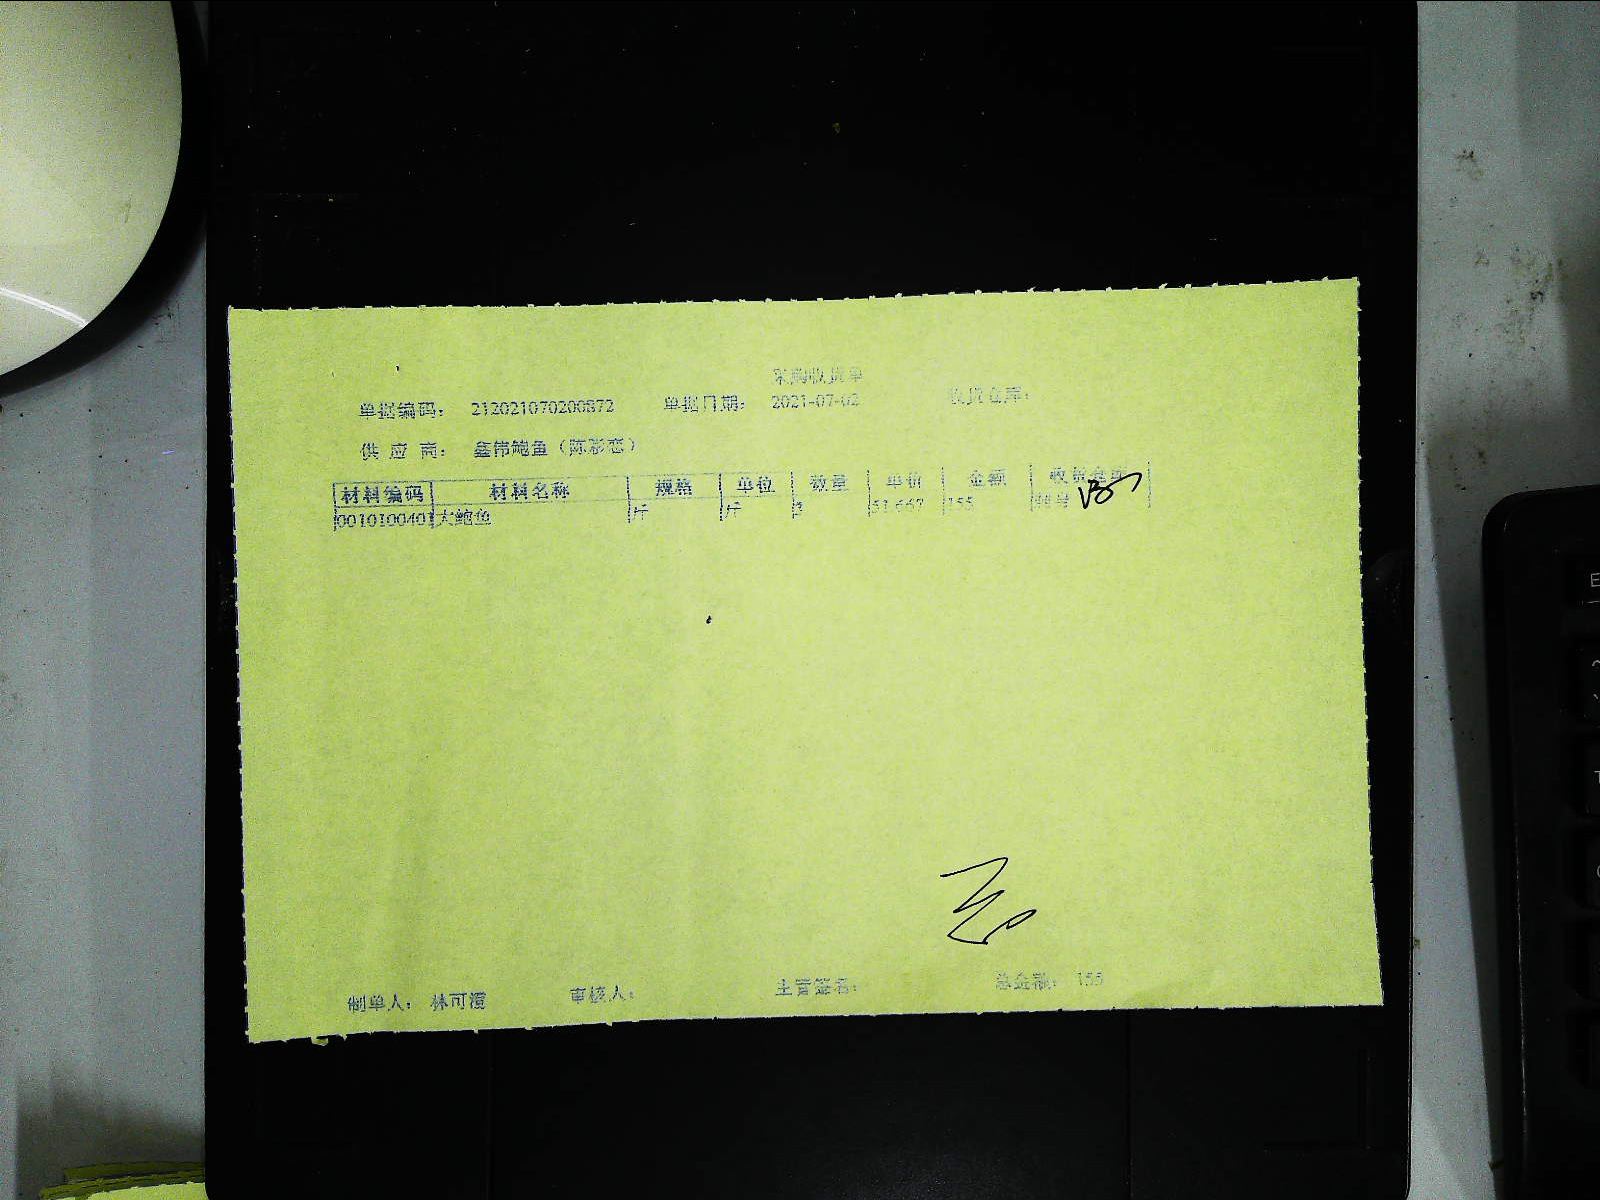 采购收货单
单据编码： 212021070200872 单据日期： 2021-07-02 收货仓库：
供 应 商： 鑫伟鲍鱼（陈彩恋）
材料编码 材料名称 规格 单位 数量 单价 金额 收货仓库
0010100401 大鲍鱼 斤 斤 3 51.667 155
制单人： 林可澄 审核人： 主管签名： 总金额： 155